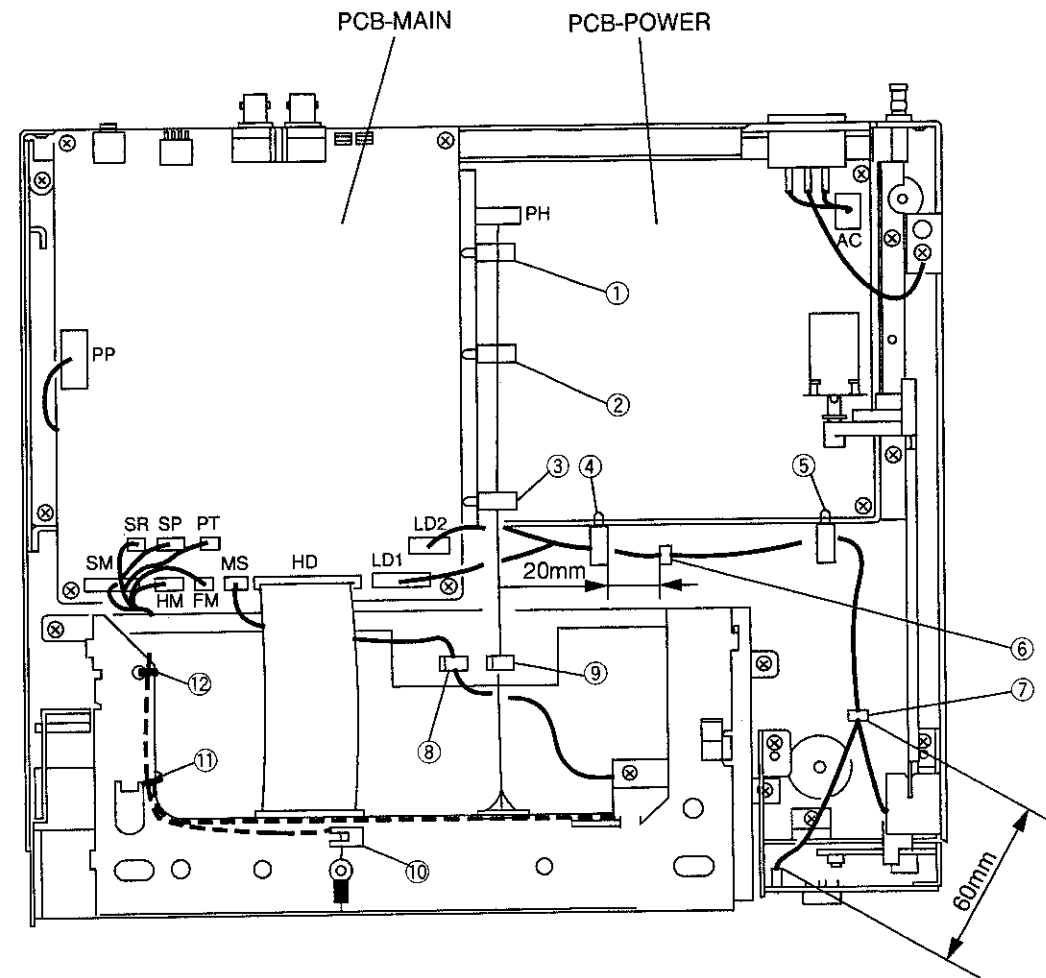 PCB-MAIN PCB-POWER
PH
AC
①
PP
②
③ ④ ⑤
SR SP PT LD2
SM HM FM MS HD LD1
20mm
⑥
⑫ ⑧ ⑨
⑦
⑪
⑩
60mm